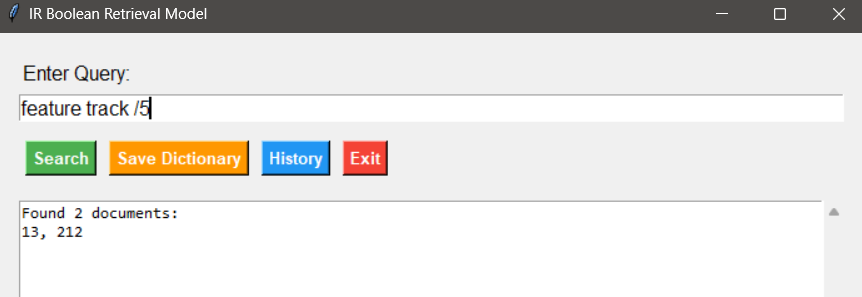 IR Boolean Retrieval Model
Enter Query:
feature track /5
Search Save Dictionary History Exit
Found 2 documents:
13, 212